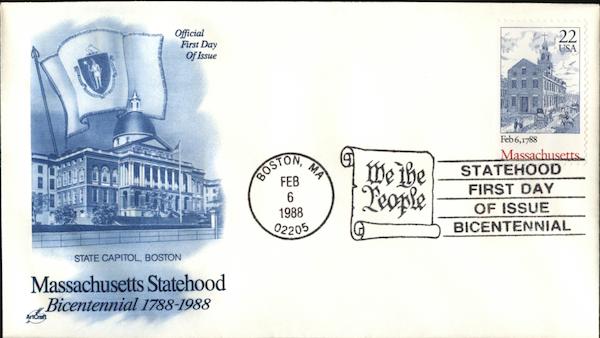 Official
First Day
Of Issue
STATE CAPITOL, BOSTON
Massachusetts Statehood
Bicentennial 1788-1988
ArtCraft
BOSTON, MA
FEB
6
1988
02205
We the
People
22
USA
Feb 6, 1788
Massachusetts
STATEHOOD
FIRST DAY
OF ISSUE
BICENTENNIAL